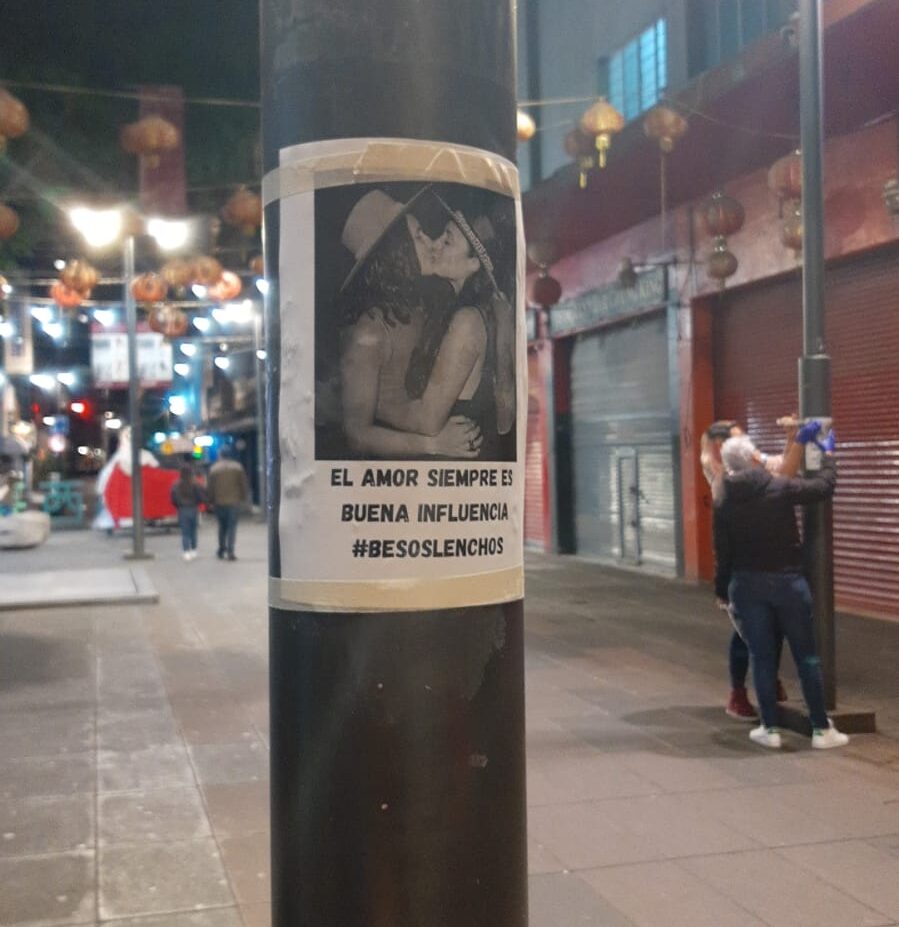 EL AMOR SIEMPRE ES
BUENA INFLUENCIA
#BESOSLENCHOS